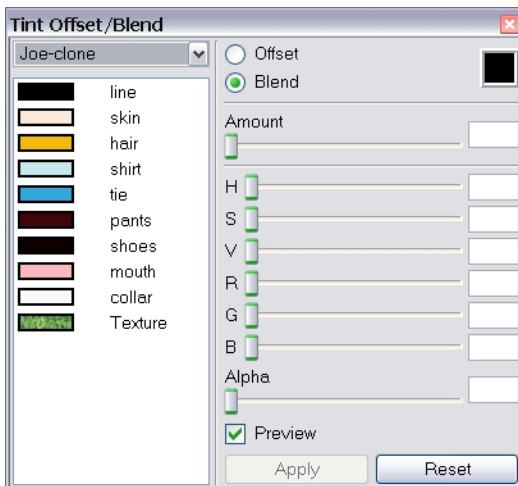 Tint Offset/Blend
Joe-clone
line
skin
hair
shirt
tie
pants
shoes
mouth
collar
Texture
Offset
Blend
Amount
H
S
V
R
G
B
Alpha
Preview
Apply
Reset